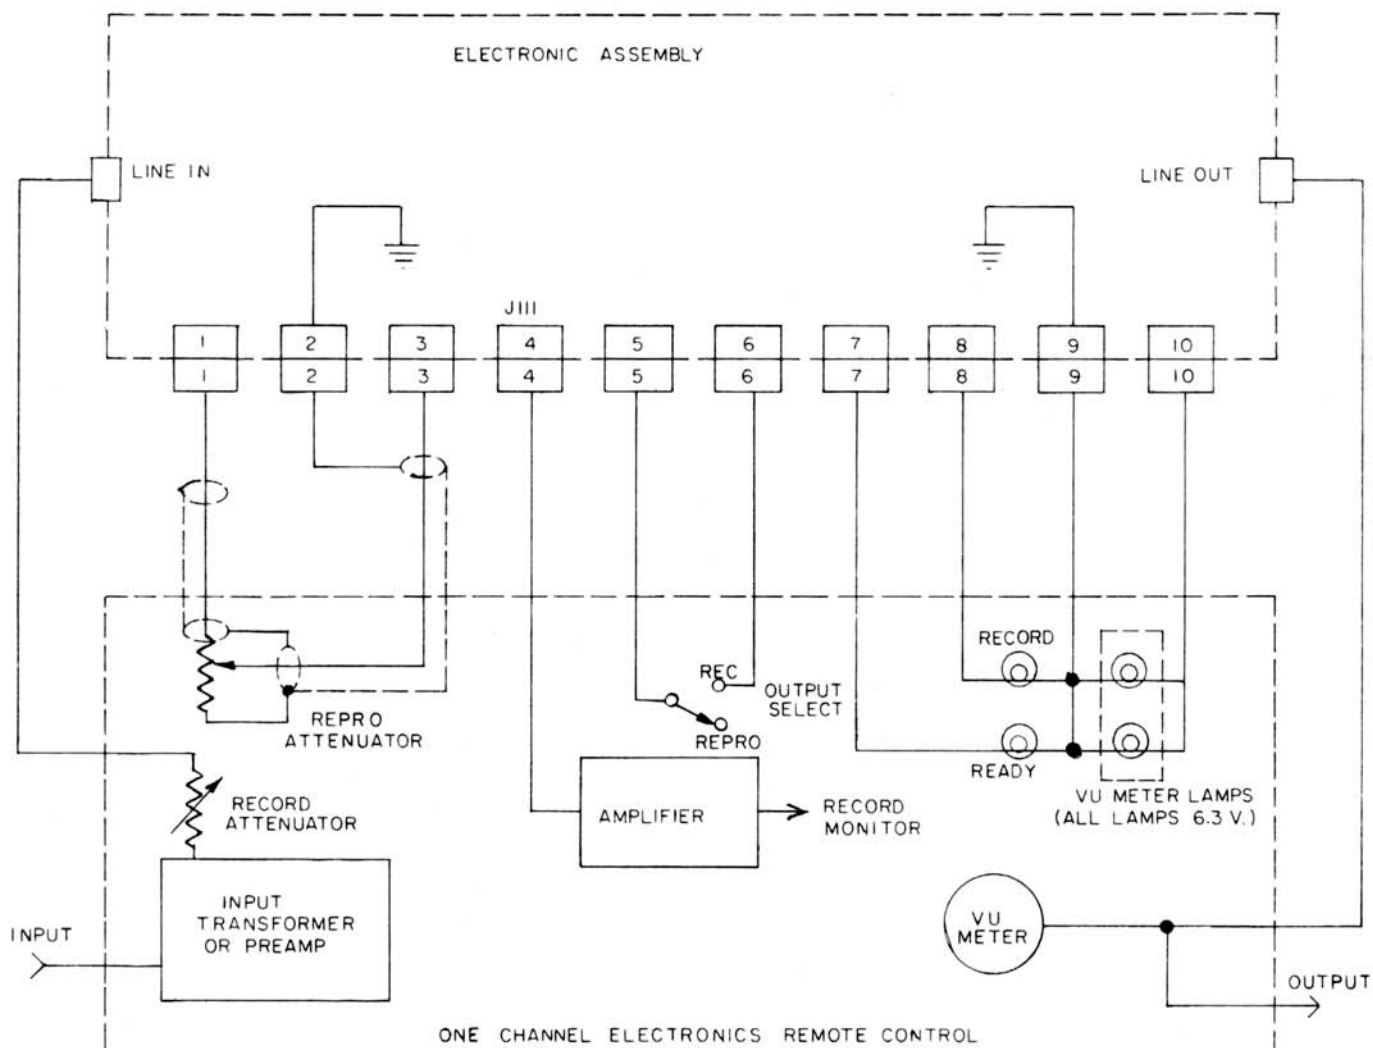 ELECTRONIC ASSEMBLY
LINE IN
LINE OUT
J111
1 2 3 4 5 6 7 8 9 10
1 2 3 4 5 6 7 8 9 10
RECORD
REC
OUTPUT
SELECT
REPRO
ATTENUATOR
REPRO
READY
VU METER LAMPS
(ALL LAMPS 6.3 V.)
RECORD
ATTENUATOR
AMPLIFIER
RECORD
MONITOR
INPUT
TRANSFORMER
OR PREAMP
VU
METER
INPUT
OUTPUT
ONE CHANNEL ELECTRONICS REMOTE CONTROL